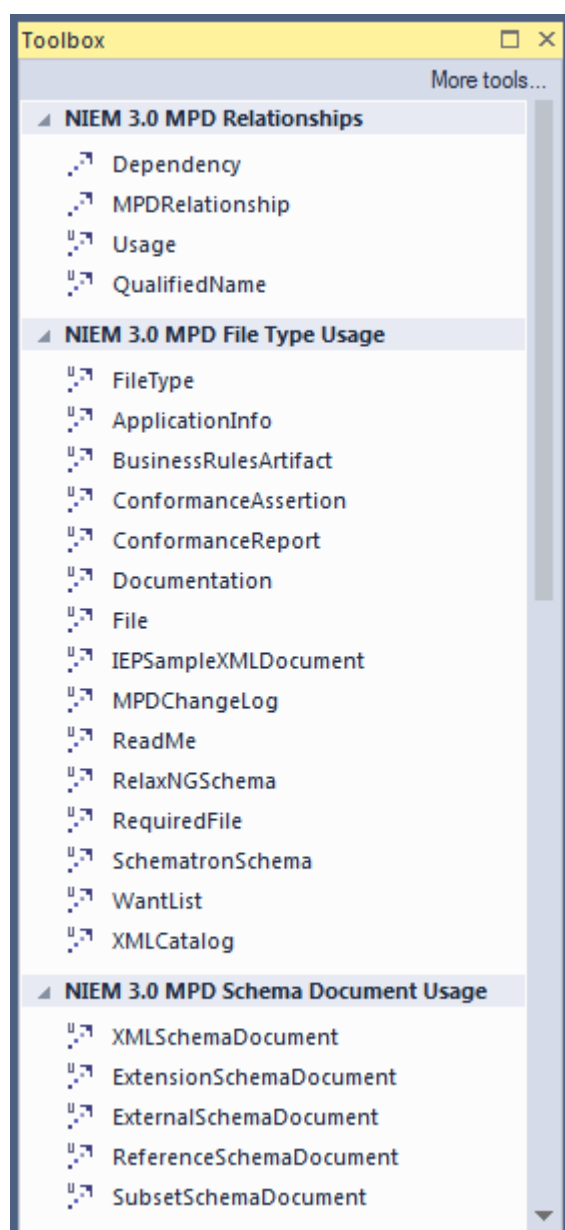 Toolbox
More tools...
NIEM 3.0 MPD Relationships
Dependency
MPDRelationship
Usage
QualifiedName
NIEM 3.0 MPD File Type Usage
FileType
ApplicationInfo
BusinessRulesArtifact
ConformanceAssertion
ConformanceReport
Documentation
File
IEPSampleXMLDocument
MPDChangeLog
ReadMe
RelaxNGSchema
RequiredFile
SchematronSchema
WantList
XMLCatalog
NIEM 3.0 MPD Schema Document Usage
XMLSchemaDocument
ExtensionSchemaDocument
ExternalSchemaDocument
ReferenceSchemaDocument
SubsetSchemaDocument